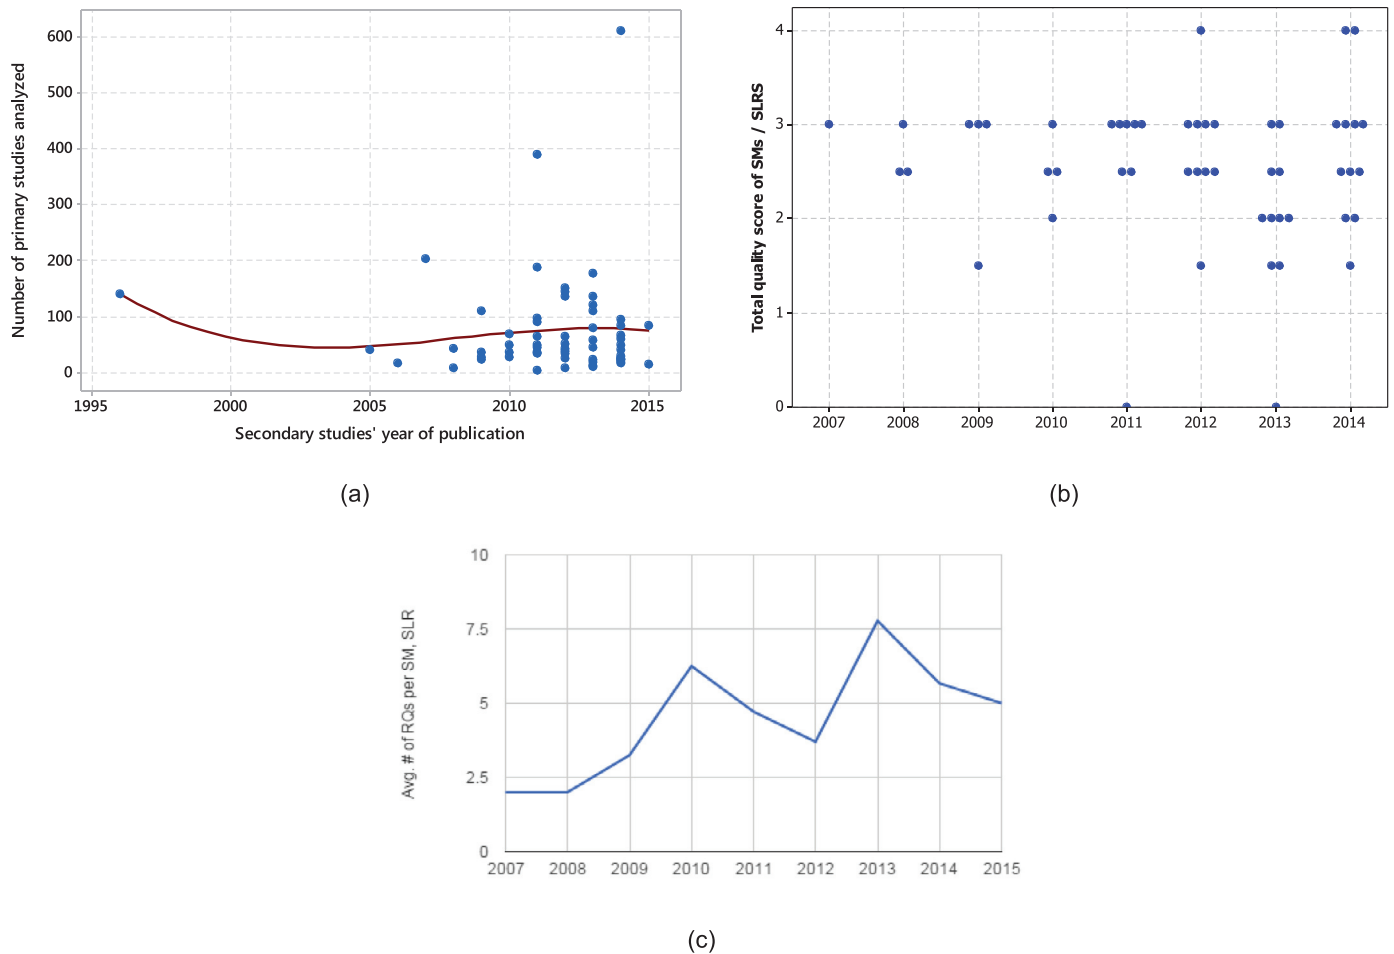 600
500
400
300
200
100
0
Number of primary studies analyzed
1995 2000 2005 2010 2015
Secondary studies' year of publication
(a)
4
3
2
1
0
Total quality score of SMs / SLRS
2007 2008 2009 2010 2011 2012 2013 2014
(b)
10
7.5
5
2.5
0
Avg. # of RQs per SM, SLR
2007 2008 2009 2010 2011 2012 2013 2014 2015
(c)